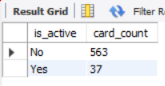 Result Grid Filter R
is_active card_count
No 563
Yes 37